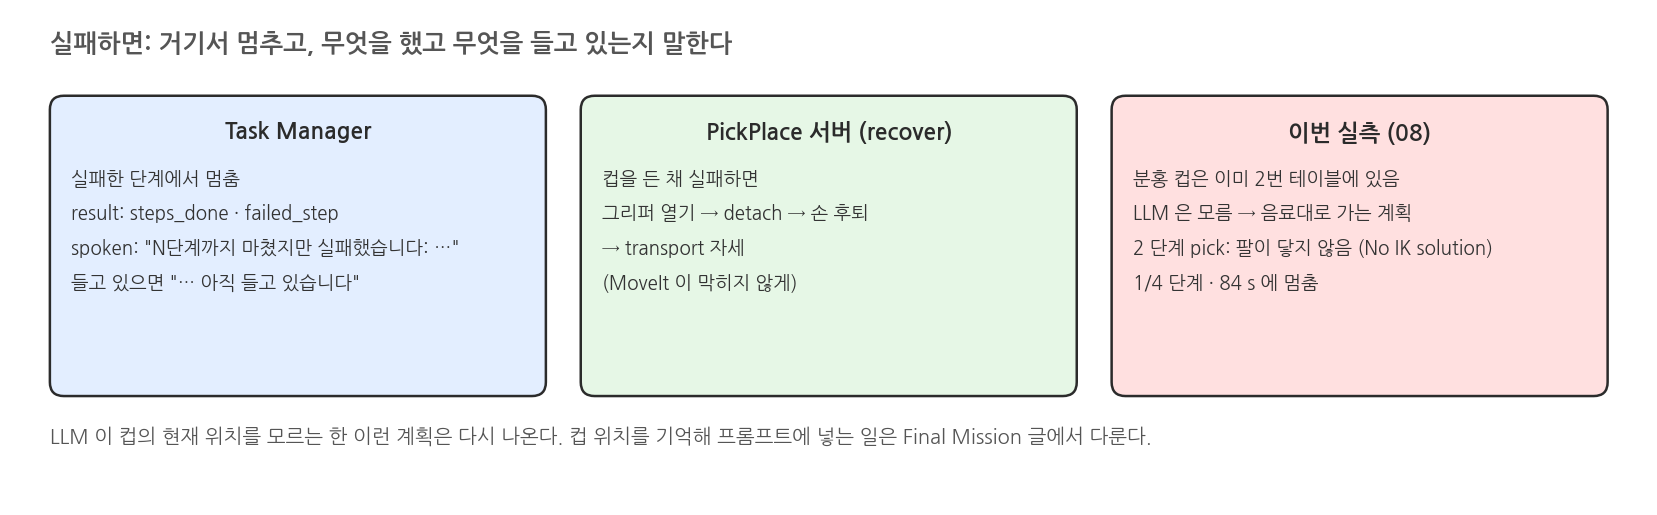 실패하면: 거기서 멈추고, 무엇을 했고 무엇을 들고 있는지 말한다
Task Manager
실패한 단계에서 멈춤
result: steps_done · failed_step
spoken: "N단계까지 마쳤지만 실패했습니다: …"
들고 있으면 "… 아직 들고 있습니다"
PickPlace 서버 (recover)
컵을 든 채 실패하면
그리퍼 열기 → detach → 손 후퇴
→ transport 자세
(MoveIt 이 막히지 않게)
이번 실측 (08)
분홍 컵은 이미 2번 테이블에 있음
LLM 은 모름 → 음료대로 가는 계획
2 단계 pick: 팔이 닿지 않음 (No IK solution)
1/4 단계 · 84 s 에 멈춤
LLM 이 컵의 현재 위치를 모르는 한 이런 계획은 다시 나온다. 컵 위치를 기억해 프롬프트에 넣는 일은 Final Mission 글에서 다룬다.